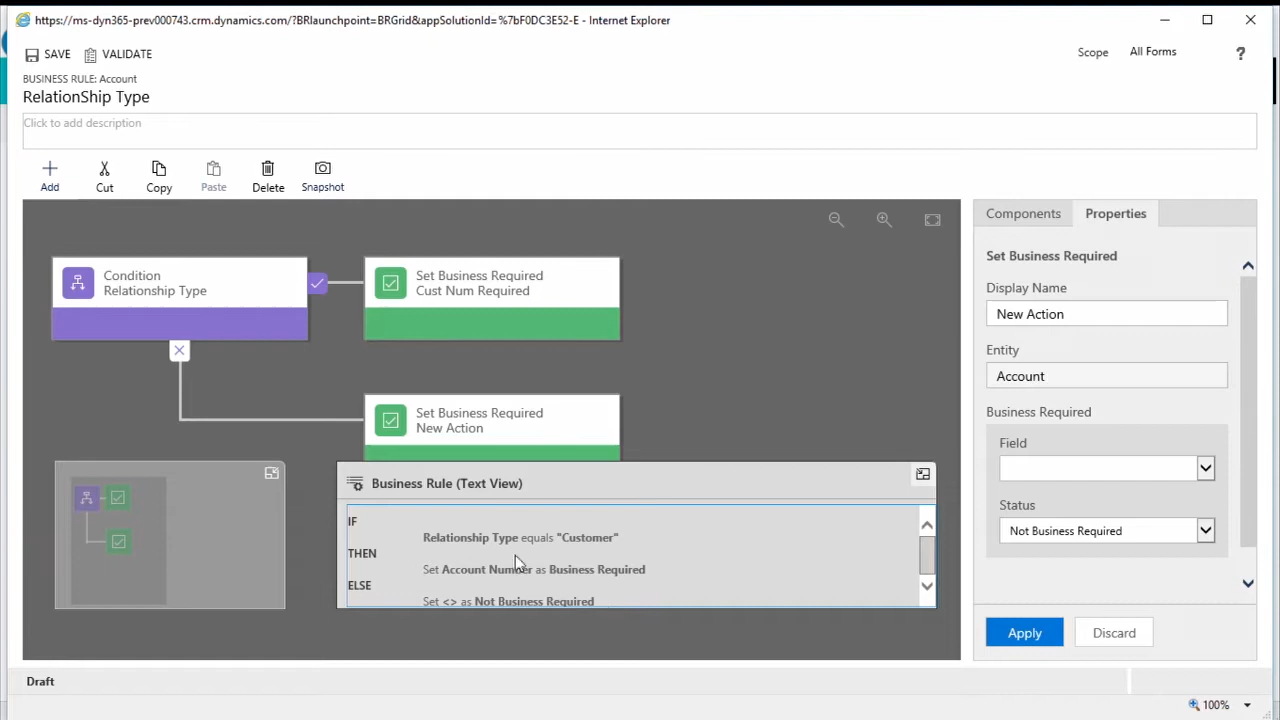 https://ms-dyn365-prev000743.crm.dynamics.com/?BRlaunchpoint=BRGrid&appSolutionId=%7bF0DC3E52-E - Internet Explorer
SAVE VALIDATE
Scope All Forms ?
BUSINESS RULE: Account
RelationShip Type
Click to add description
Add Cut Copy Paste Delete Snapshot
Components Properties
Condition
Relationship Type
Set Business Required
Cust Num Required
Set Business Required
New Action
Business Rule (Text View)
IF
Relationship Type equals "Customer"
THEN
Set Account Number as Business Required
ELSE
Set <> as Not Business Required
Set Business Required
Display Name
New Action
Entity
Account
Business Required
Field
Status
Not Business Required
Apply Discard
Draft
100%